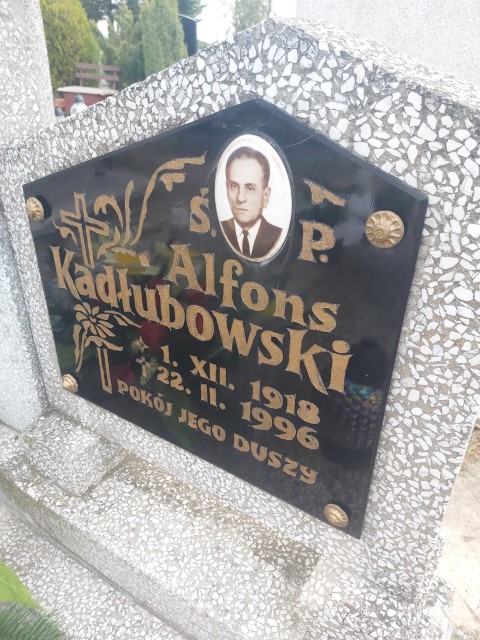 Ś. P.
Alfons
Kadłubowski
* 1. XII. 1918
+ 22. II. 1996
POKÓJ JEGO DUSZY